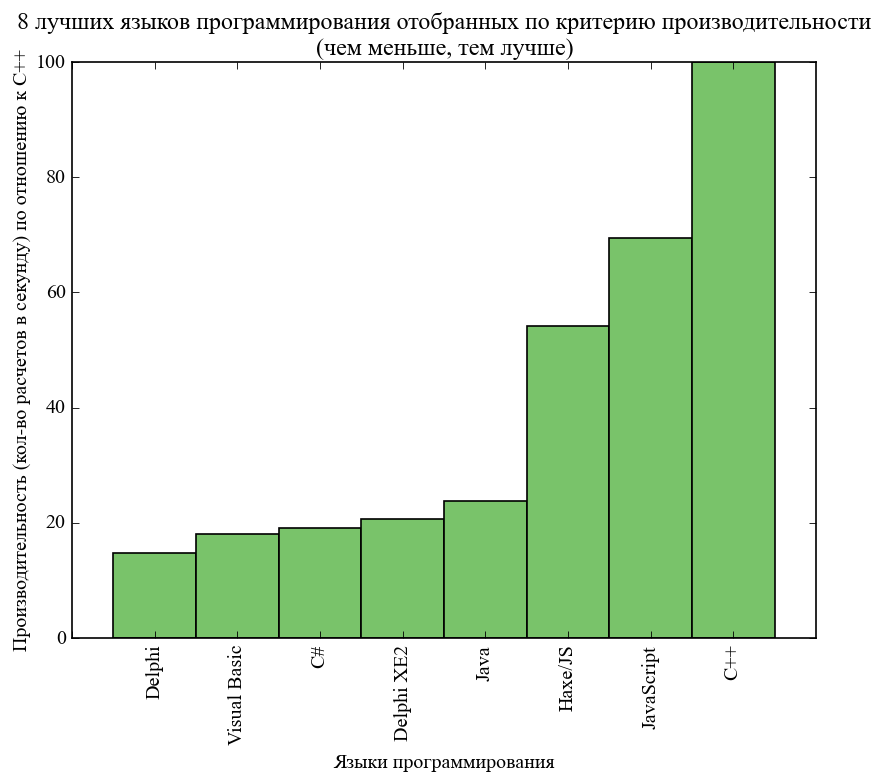 8 лучших языков программирования отобранных по критерию производительности
(чем меньше, тем лучше)
Производительность (кол-во расчетов в секунду) по отношению к C++
100
80
60
40
20
0
Delphi
Visual Basic
C#
Delphi XE2
Java
Haxe/JS
JavaScript
C++
Языки программирования